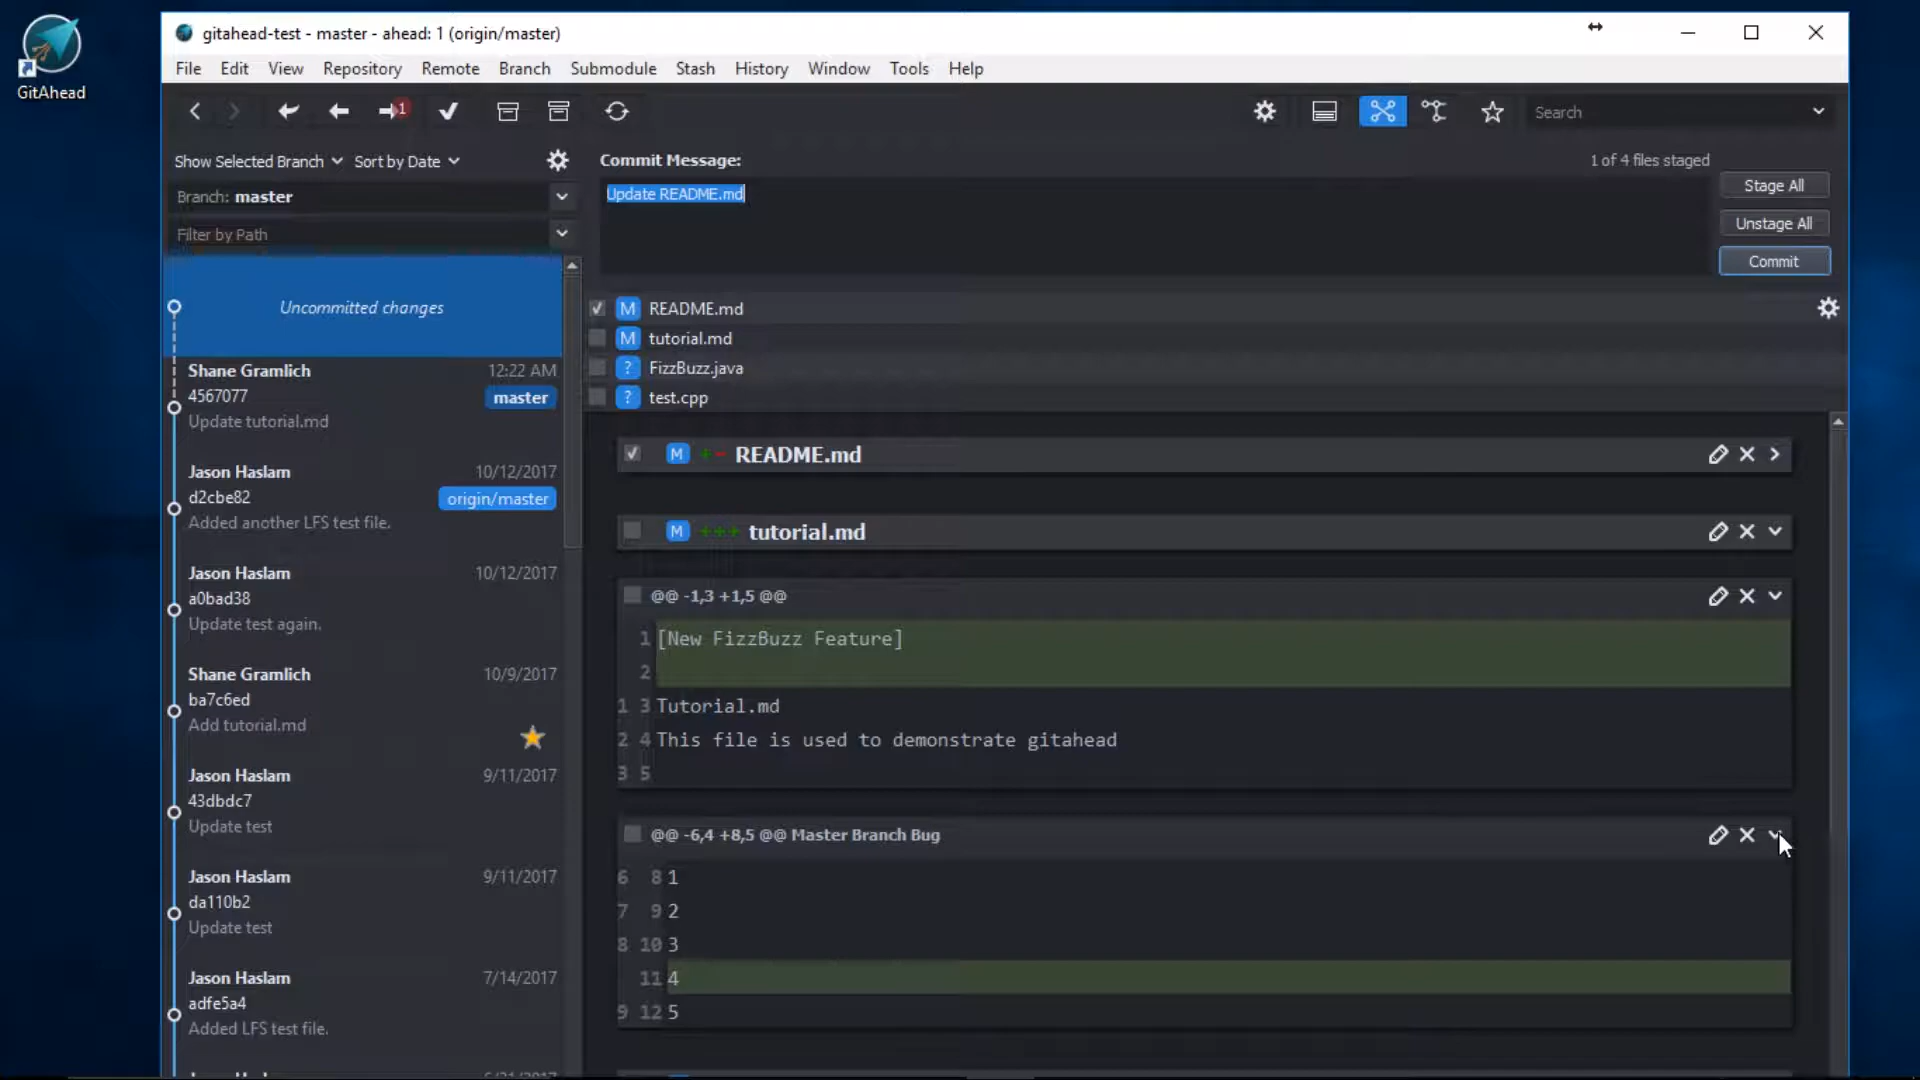 GitAhead
gitahead-test - master - ahead: 1 (origin/master)
File Edit View Repository Remote Branch Submodule Stash History Window Tools Help
1
Search
Show Selected Branch Sort by Date
Branch: master
Filter by Path
Uncommitted changes
Shane Gramlich 12:22 AM
4567077 master
Update tutorial.md
Jason Haslam 10/12/2017
d2cbe82 origin/master
Added another LFS test file.
Jason Haslam 10/12/2017
a0bad38
Update test again.
Shane Gramlich 10/9/2017
ba7c6ed
Add tutorial.md
Jason Haslam 9/11/2017
43dbdc7
Update test
Jason Haslam 9/11/2017
da110b2
Update test
Jason Haslam 7/14/2017
adfe5a4
Added LFS test file.
Commit Message: 1 of 4 files staged
Update README.md
Stage All
Unstage All
Commit
M README.md
M tutorial.md
? FizzBuzz.java
? test.cpp
M +- README.md
M +++ tutorial.md
@@ -1,3 +1,5 @@
1 [New FizzBuzz Feature]
2
1 3 Tutorial.md
2 4 This file is used to demonstrate gitahead
3 5
@@ -6,4 +8,5 @@ Master Branch Bug
6 8 1
7 9 2
8 10 3
11 4
9 12 5